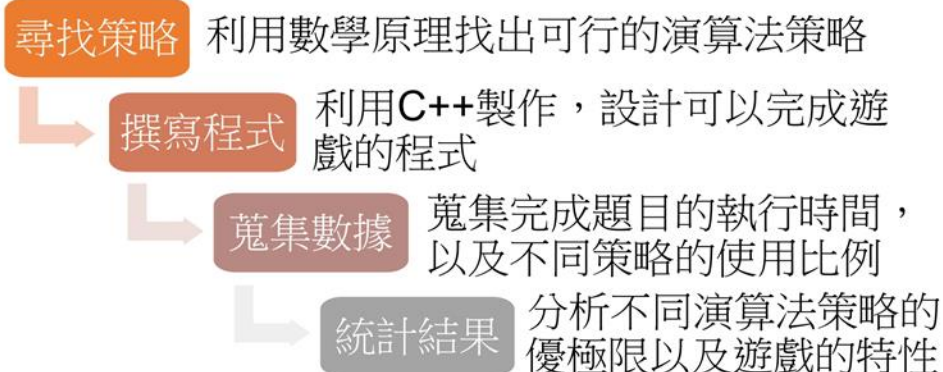 尋找策略 利用數學原理找出可行的演算法策略
撰寫程式
利用C++製作，設計可以完成遊
戲的程式
蒐集數據
蒐集完成題目的執行時間，
以及不同策略的使用比例
統計結果
分析不同演算法策略的
優極限以及遊戲的特性